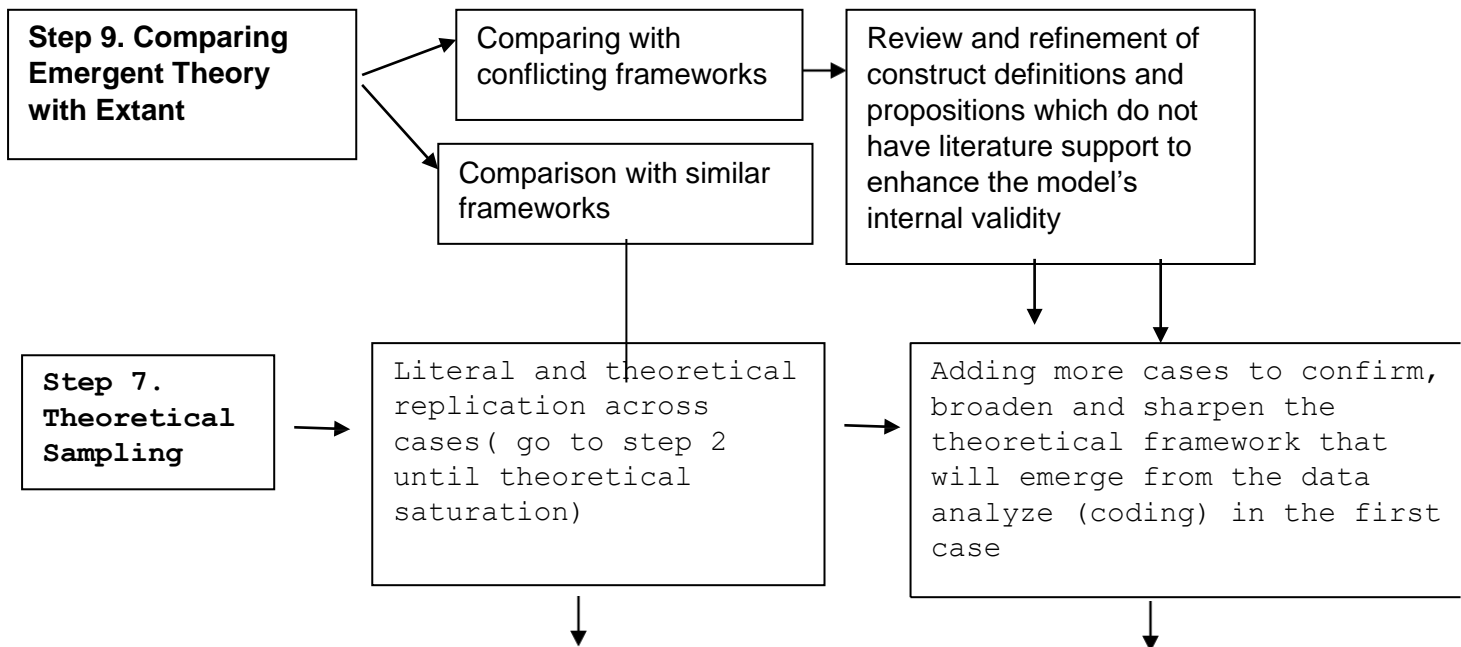 Step 9. Comparing
Emergent Theory
with Extant
Comparing with
conflicting frameworks
Comparison with similar
frameworks
Review and refinement of
construct definitions and
propositions which do not
have literature support to
enhance the model’s
internal validity
Step 7.
Theoretical
Sampling
Literal and theoretical
replication across
cases( go to step 2
until theoretical
saturation)
Adding more cases to confirm,
broaden and sharpen the
theoretical framework that
will emerge from the data
analyze (coding) in the first
case